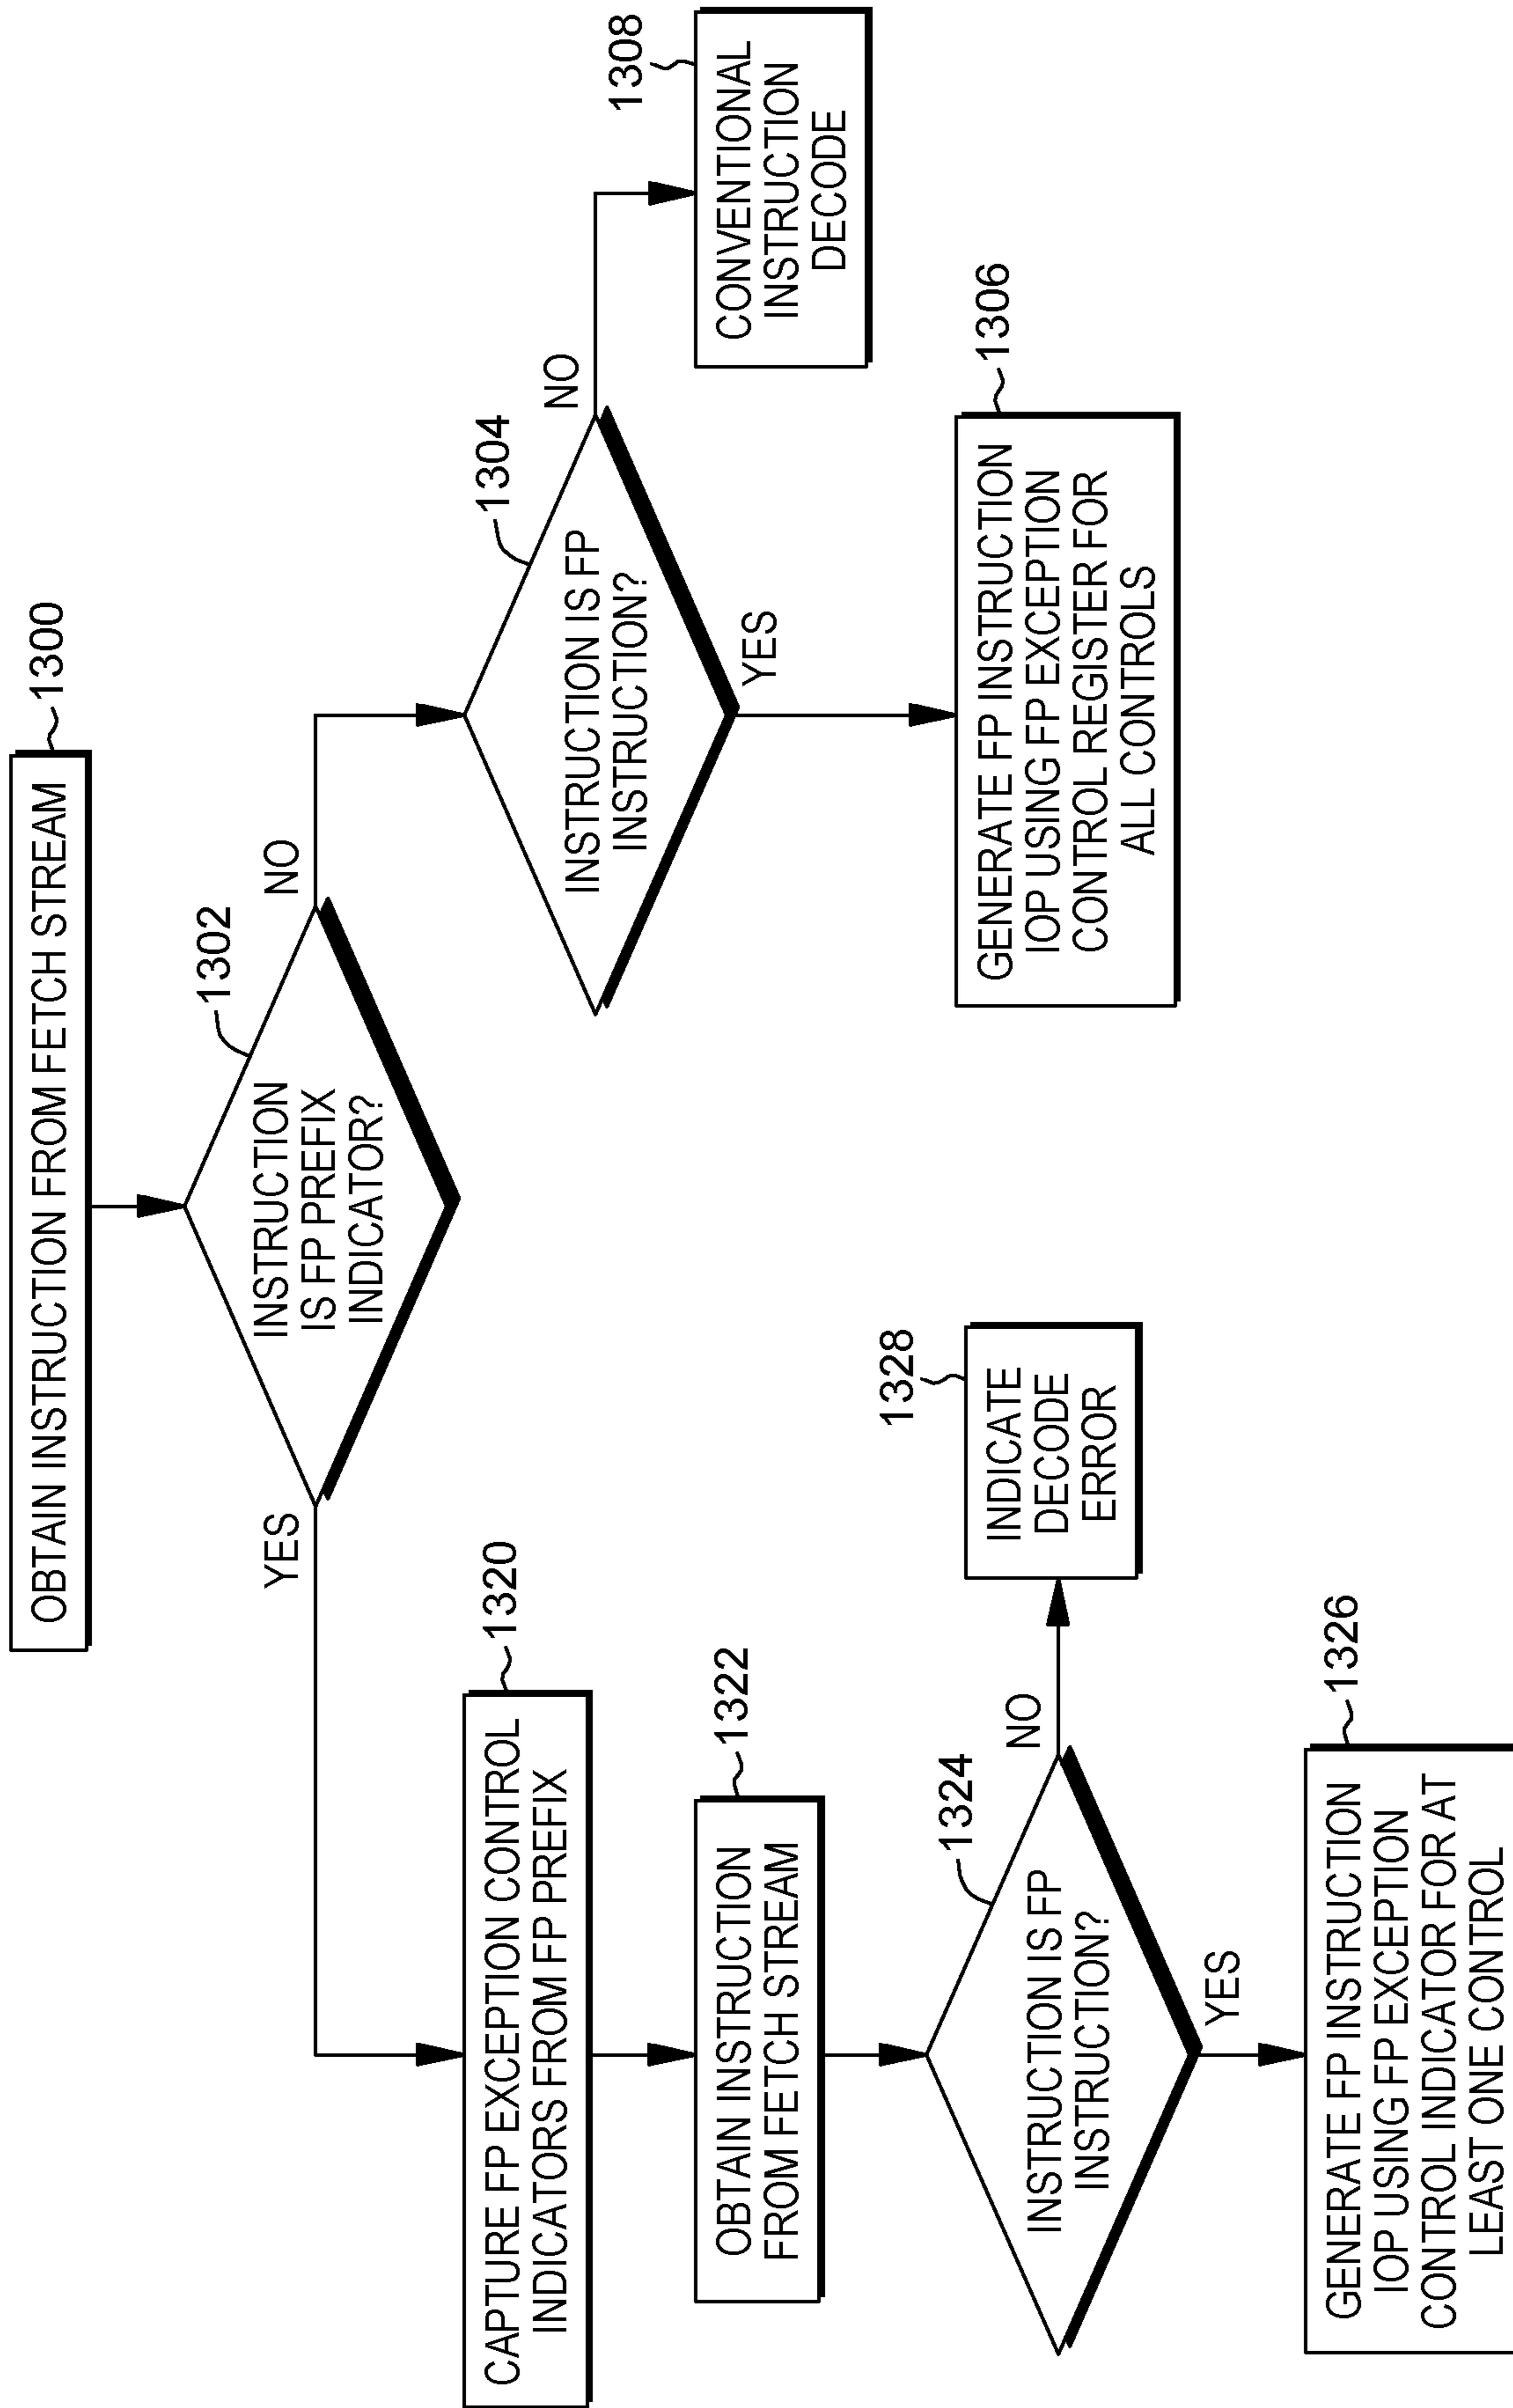 OBTAIN INSTRUCTION FROM FETCH STREAM
1300
INSTRUCTION
IS FP PREFIX
INDICATOR?
1302
YES
NO
CAPTURE FP EXCEPTION CONTROL
INDICATORS FROM FP PREFIX
1320
OBTAIN INSTRUCTION
FROM FETCH STREAM
1322
INSTRUCTION IS FP
INSTRUCTION?
1324
NO
INDICATE
DECODE
ERROR
1328
YES
GENERATE FP INSTRUCTION
IOP USING FP EXCEPTION
CONTROL INDICATOR FOR AT
LEAST ONE CONTROL
1326
INSTRUCTION IS FP
INSTRUCTION?
1304
NO
CONVENTIONAL
INSTRUCTION
DECODE
1308
YES
GENERATE FP INSTRUCTION
IOP USING FP EXCEPTION
CONTROL REGISTER FOR
ALL CONTROLS
1306